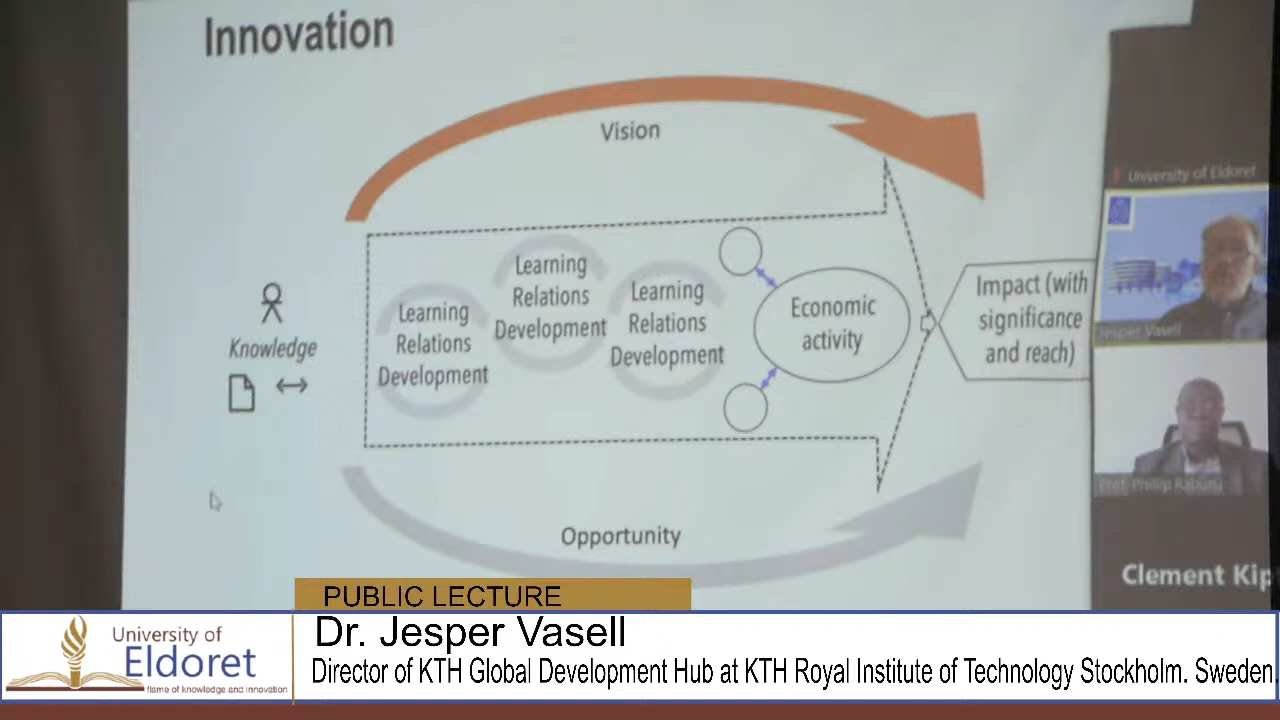 Innovation
Vision
Learning
Relations
Development
Learning
Relations
Development
Learning
Relations
Development
Knowledge
Economic
activity
Impact (with
significance
and reach)
Opportunity
University of Eldoret
Jesper Vasell
Prof. Phillip Raburu
Clement Kip
PUBLIC LECTURE
University of
Eldoret
flame of knowledge and innovation
Dr. Jesper Vasell
Director of KTH Global Development Hub at KTH Royal Institute of Technology Stockholm. Sweden.